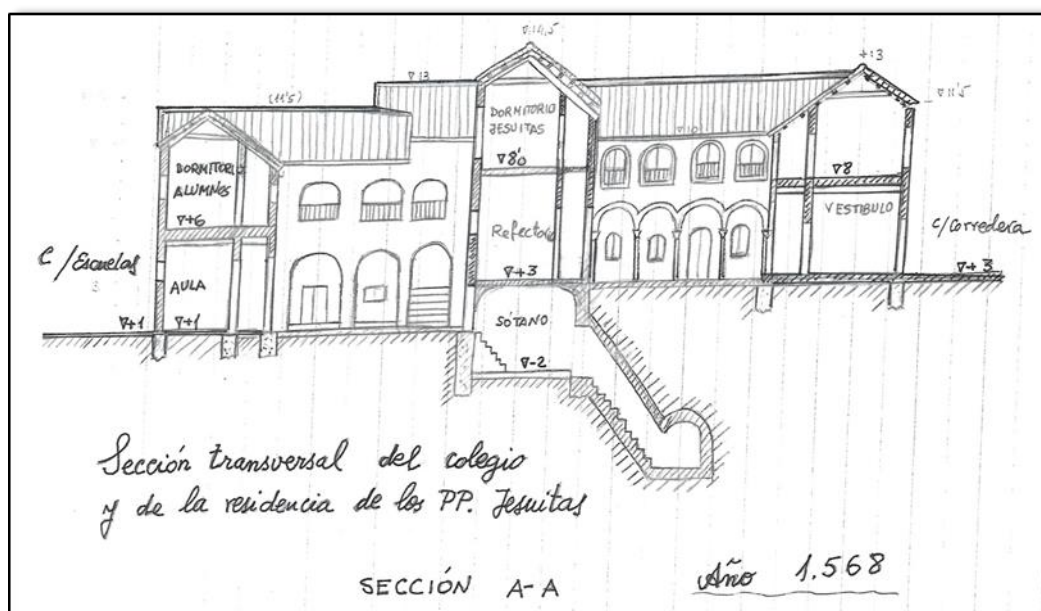 ∇14,5
+13
∇13
(11'5)
∇11'5
DORMITORIO
JESUITAS
∇10
DORMITORIO
ALUMNOS
∇8'0
∇8
VESTIBULO
∇+6
Refectorio
C/Corredera
C/Escuelas
AULA
∇+3
∇+3
SÓTANO
∇+1
∇+1
∇-2
Sección transversal del colegio
y de la residencia de los PP. Jesuitas
SECCIÓN A-A
Año 1.568